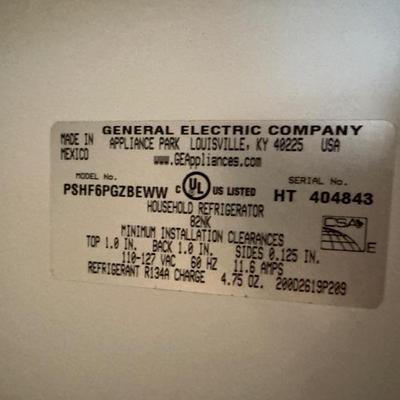 GENERAL ELECTRIC COMPANY
MADE IN MEXICO APPLIANCE PARK LOUISVILLE, KY 40225 USA
www.GEAppliances.com
MODEL NO. SERIAL NO.
PSHF6PGZBEWW C UL US LISTED HT 404843
HOUSEHOLD REFRIGERATOR
82NK
CSA
E
MINIMUM INSTALLATION CLEARANCES
TOP 1.0 IN. BACK 1.0 IN. SIDES 0.125 IN.
110-127 VAC 60 HZ 11.6 AMPS
REFRIGERANT R134A CHARGE 4.75 OZ. 200D2619P209